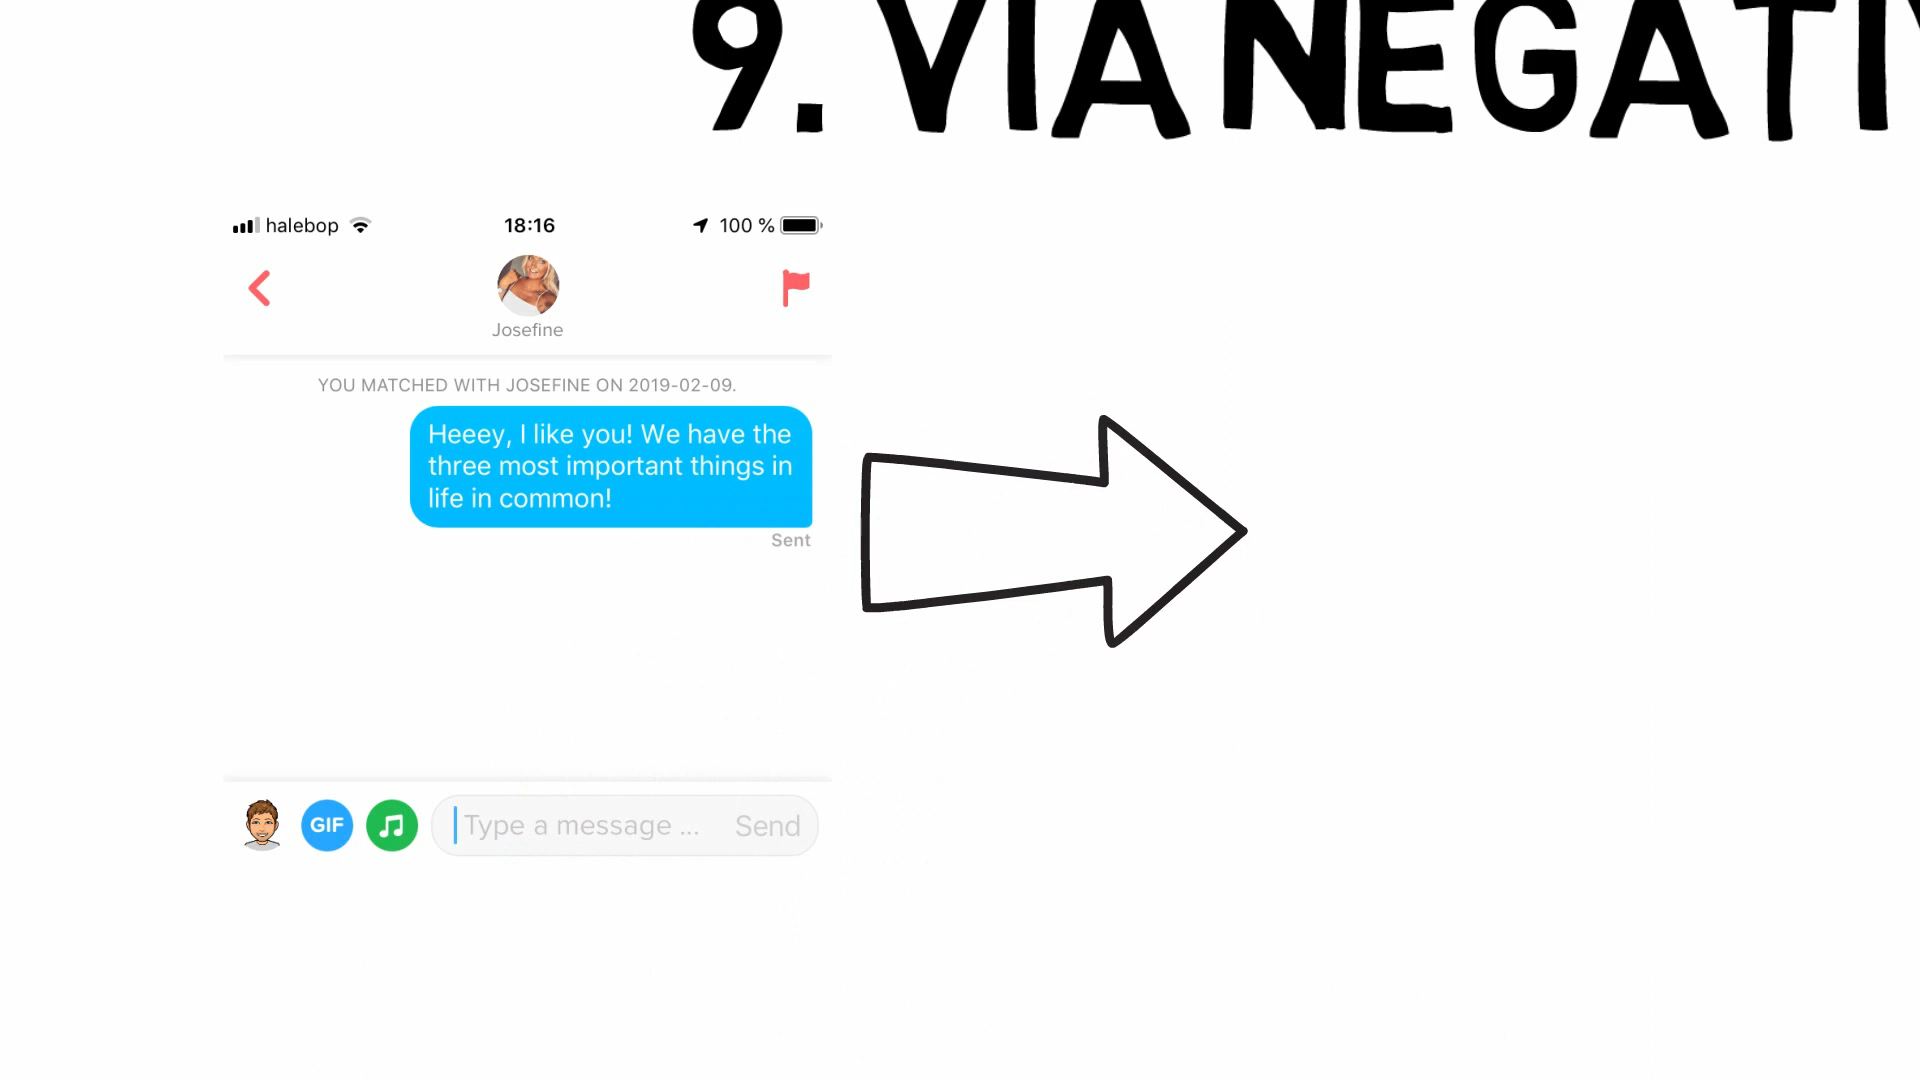 9. VIA NEGATI
halebop 18:16 100 %
Josefine
YOU MATCHED WITH JOSEFINE ON 2019-02-09.
Heeey, I like you! We have the
three most important things in
life in common!
Sent
GIF Type a message ... Send